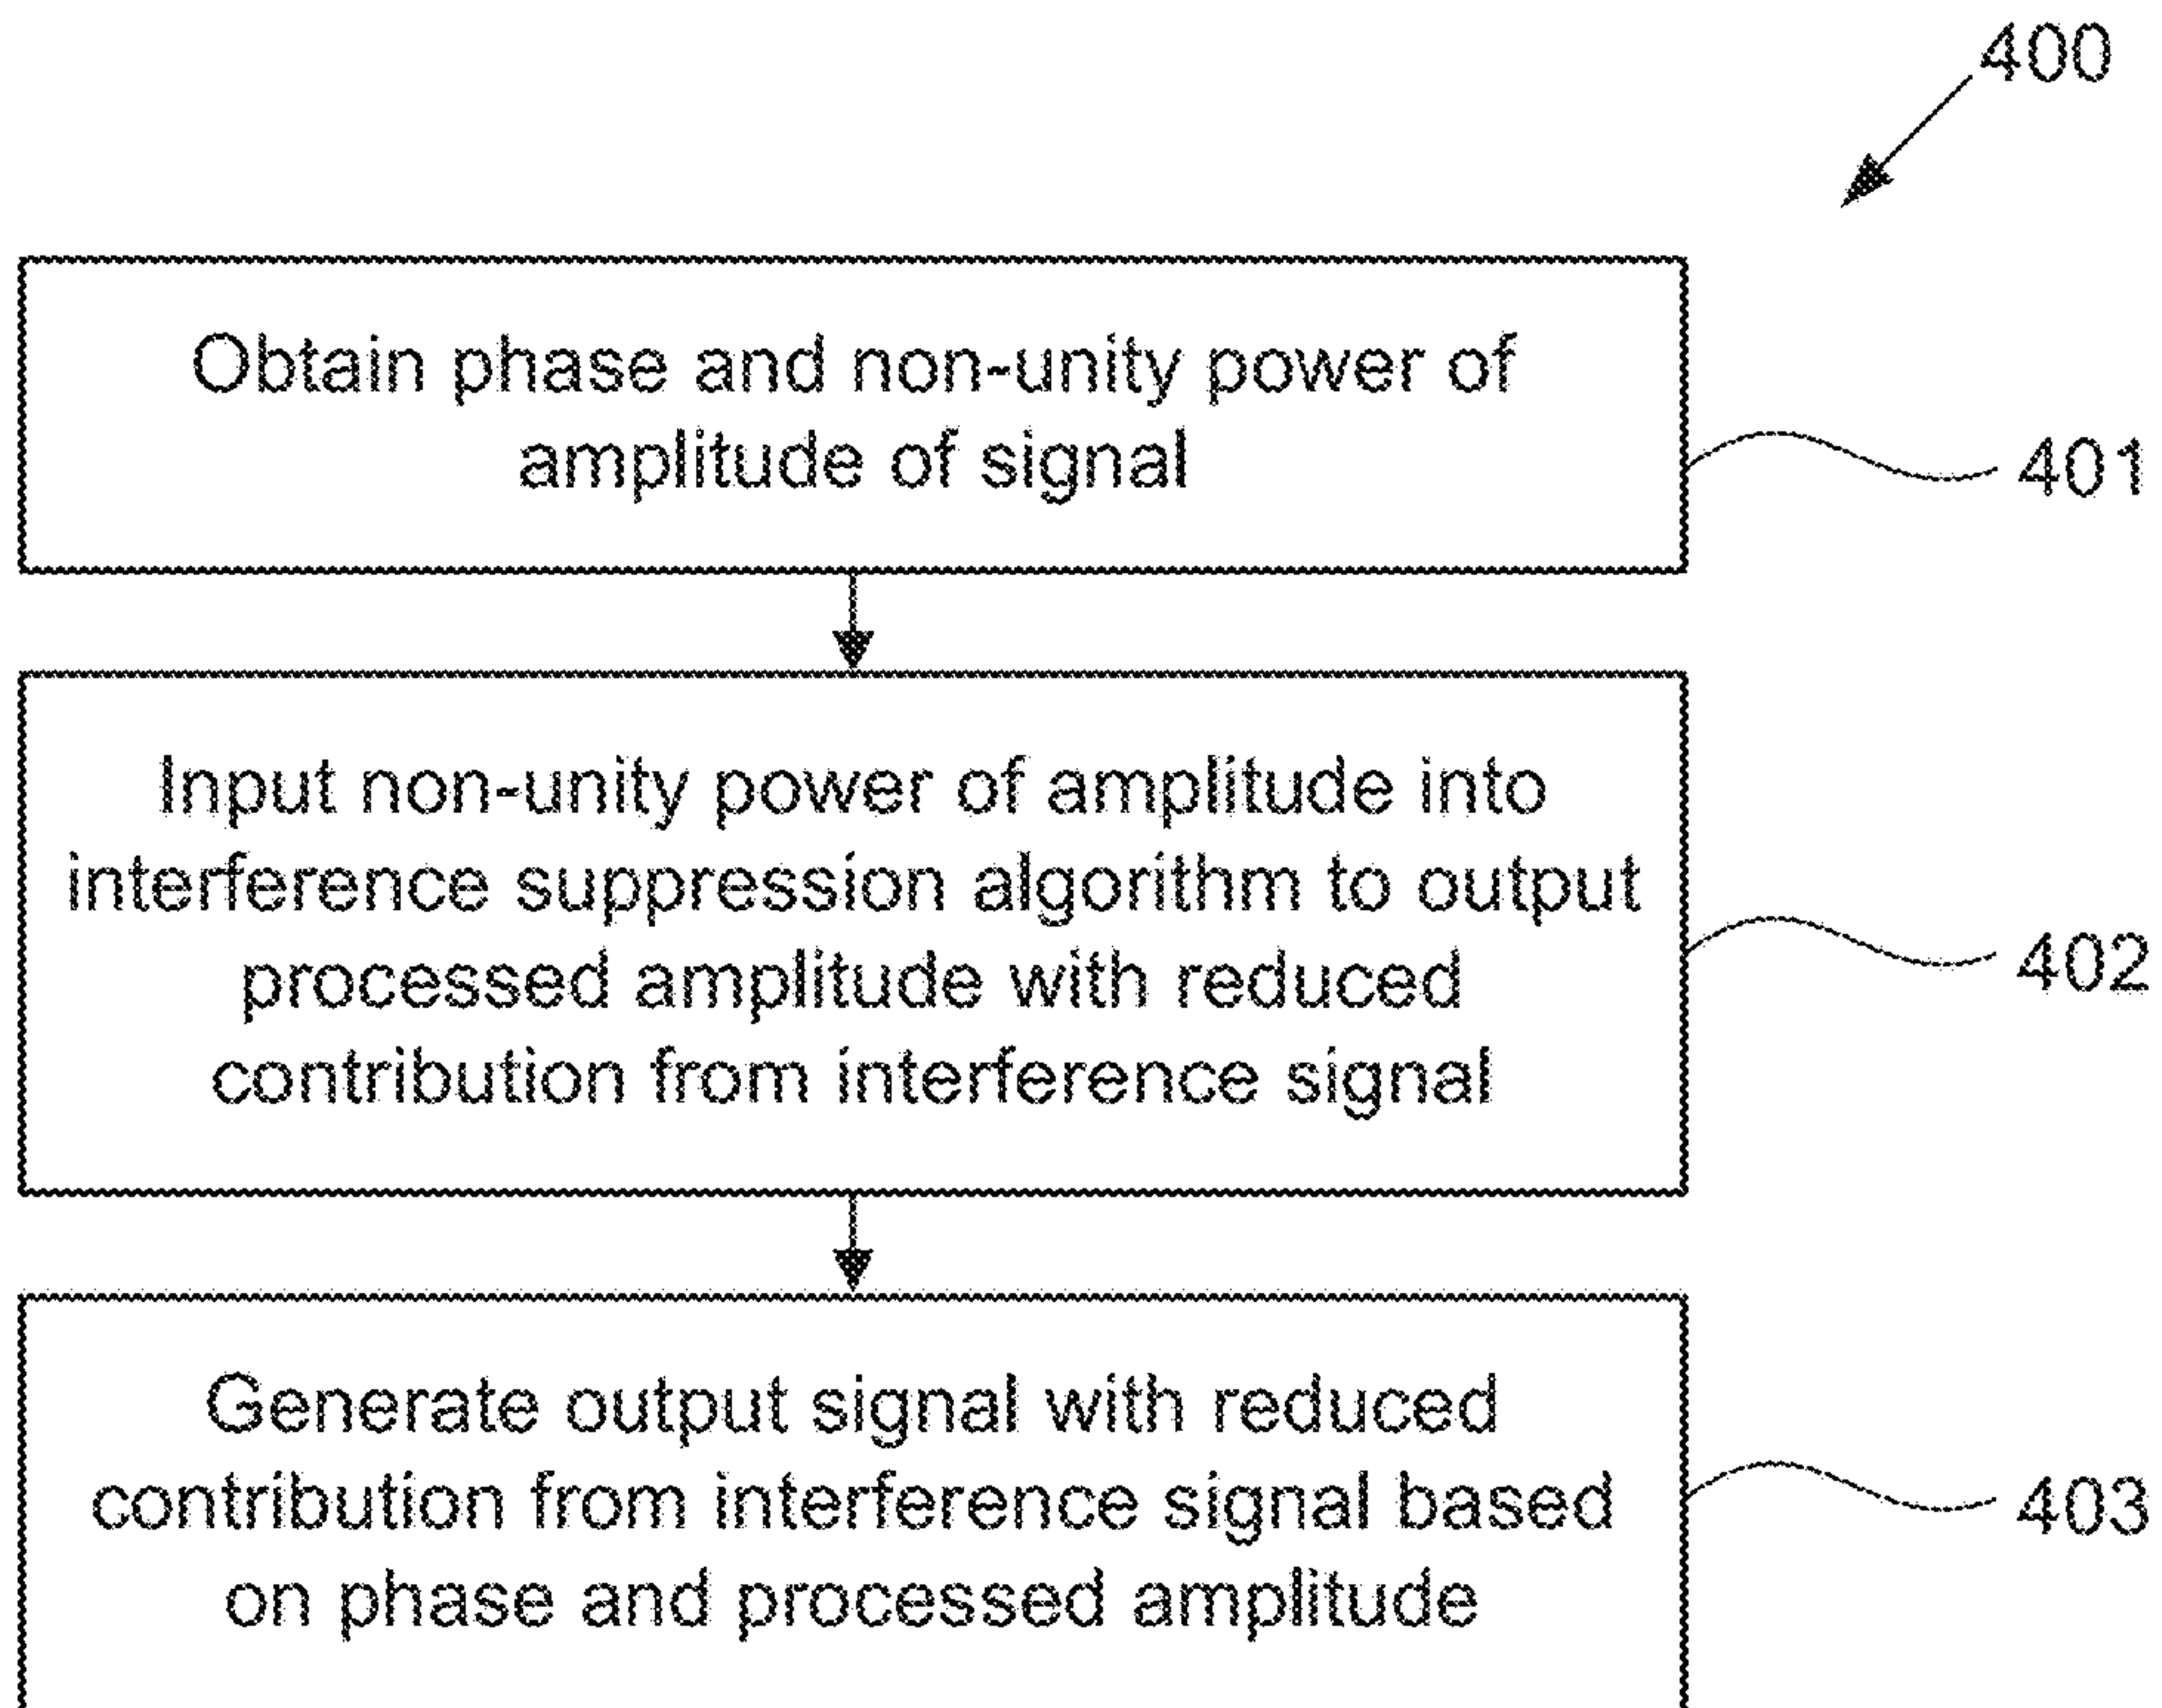 400
Obtain phase and non-unity power of
amplitude of signal
401
Input non-unity power of amplitude into
interference suppression algorithm to output
processed amplitude with reduced
contribution from interference signal
402
Generate output signal with reduced
contribution from interference signal based
on phase and processed amplitude
403